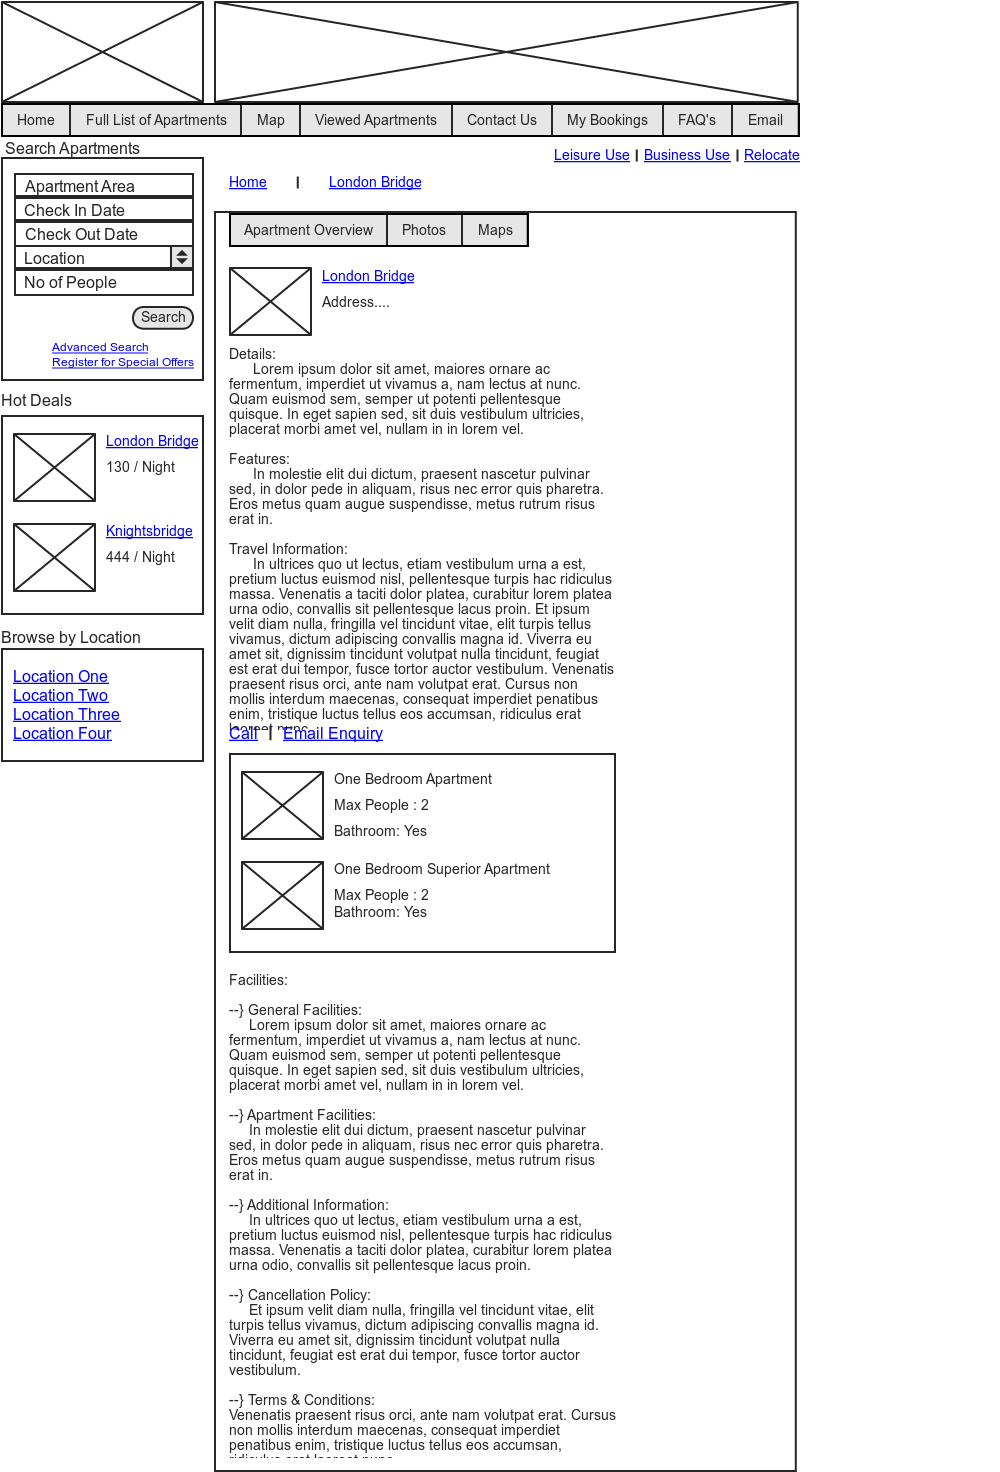 Home Full List of Apartments Map Viewed Apartments Contact Us My Bookings FAQ's Email
Search Apartments
Apartment Area
Check In Date
Check Out Date
Location
No of People
Search
Advanced Search
Register for Special Offers
Hot Deals
London Bridge
130 / Night
Knightsbridge
444 / Night
Browse by Location
Location One
Location Two
Location Three
Location Four
Leisure Use | Business Use | Relocate
Home | London Bridge
Apartment Overview Photos Maps
London Bridge
Address....
Details:
Lorem ipsum dolor sit amet, maiores ornare ac
fermentum, imperdiet ut vivamus a, nam lectus at nunc.
Quam euismod sem, semper ut potenti pellentesque
quisque. In eget sapien sed, sit duis vestibulum ultricies,
placerat morbi amet vel, nullam in in lorem vel.
Features:
In molestie elit dui dictum, praesent nascetur pulvinar
sed, in dolor pede in aliquam, risus nec error quis pharetra.
Eros metus quam augue suspendisse, metus rutrum risus
erat in.
Travel Information:
In ultrices quo ut lectus, etiam vestibulum urna a est,
pretium luctus euismod nisl, pellentesque turpis hac ridiculus
massa. Venenatis a taciti dolor platea, curabitur lorem platea
urna odio, convallis sit pellentesque lacus proin. Et ipsum
velit diam nulla, fringilla vel tincidunt vitae, elit turpis tellus
vivamus, dictum adipiscing convallis magna id. Viverra eu
amet sit, dignissim tincidunt volutpat nulla tincidunt, feugiat
est erat dui tempor, fusce tortor auctor vestibulum. Venenatis
praesent risus orci, ante nam volutpat erat. Cursus non
mollis interdum maecenas, consequat imperdiet penatibus
enim, tristique luctus tellus eos accumsan, ridiculus erat
Call | Email Enquiry
One Bedroom Apartment
Max People : 2
Bathroom: Yes
One Bedroom Superior Apartment
Max People : 2
Bathroom: Yes
Facilities:
--} General Facilities:
Lorem ipsum dolor sit amet, maiores ornare ac
fermentum, imperdiet ut vivamus a, nam lectus at nunc.
Quam euismod sem, semper ut potenti pellentesque
quisque. In eget sapien sed, sit duis vestibulum ultricies,
placerat morbi amet vel, nullam in in lorem vel.
--} Apartment Facilities:
In molestie elit dui dictum, praesent nascetur pulvinar
sed, in dolor pede in aliquam, risus nec error quis pharetra.
Eros metus quam augue suspendisse, metus rutrum risus
erat in.
--} Additional Information:
In ultrices quo ut lectus, etiam vestibulum urna a est,
pretium luctus euismod nisl, pellentesque turpis hac ridiculus
massa. Venenatis a taciti dolor platea, curabitur lorem platea
urna odio, convallis sit pellentesque lacus proin.
--} Cancellation Policy:
Et ipsum velit diam nulla, fringilla vel tincidunt vitae, elit
turpis tellus vivamus, dictum adipiscing convallis magna id.
Viverra eu amet sit, dignissim tincidunt volutpat nulla
tincidunt, feugiat est erat dui tempor, fusce tortor auctor
vestibulum.
--} Terms & Conditions:
Venenatis praesent risus orci, ante nam volutpat erat. Cursus
non mollis interdum maecenas, consequat imperdiet
penatibus enim, tristique luctus tellus eos accumsan,